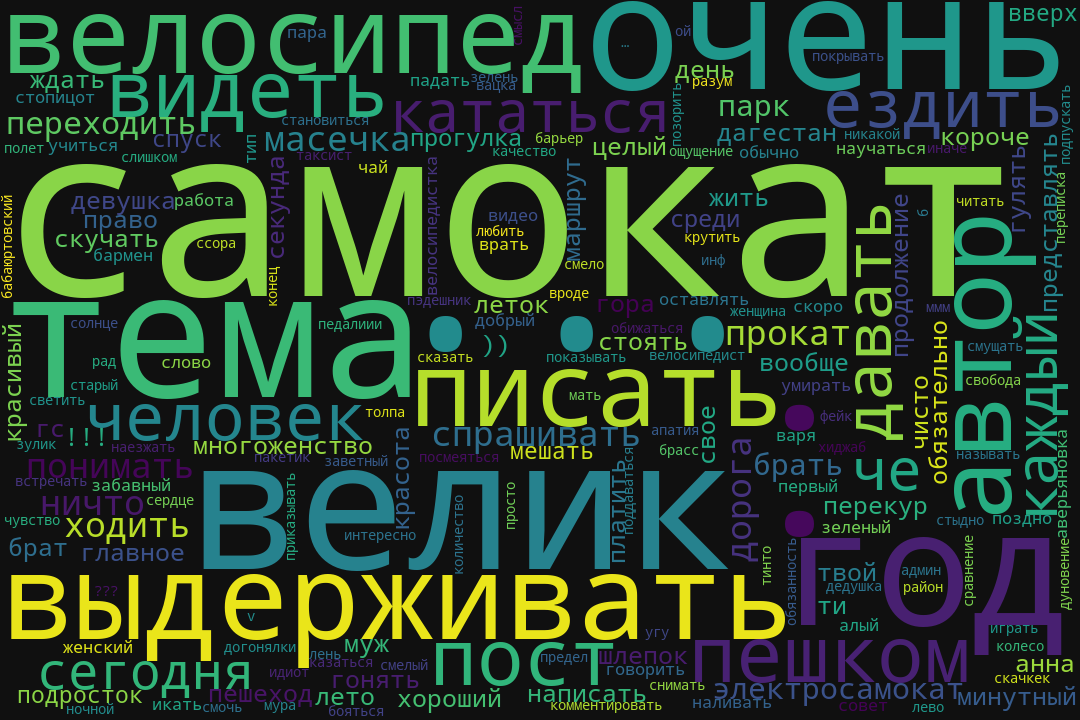 велосипед
смысл
очень
вверх
пара
ой
...
покрывать
ждать
видеть
падать
зелень
вацка
день
разум
стопицот
кататься
позорить
парк
ездить
подпускать
переходить
спуск
становиться
масечка
прогулка
барьер
дагестан
никакой
короче
полет
учиться
слишком
тип
таксист
качество
целый
ощущение
обычно
научаться
иначе
самокат
чай
девушка
работа
секунда
велосипедистка
видео
маршрут
жить
гулять
представлять
переписка
читать
бабаюртовский
право
скучать
ссора
любить
врать
среди
крутить
б
бармен
конец
смело
инф
продолжение
давать
автор
тема
пэдешник
вроде
леток
гора
оставлять
женщина
скоро
ммм
солнце
педалиии
...
добрый
обижаться
прокат
красивый
рад
слово
сказать
))
показывать
стоять
велосипедист
вообще
смущать
старый
писать
мать
умирать
свобода
светить
человек
толпа
:
фейк
чисто
обязательно
каждый
гс
!!!
зулик
наезжать
многоженство
спрашивать
апатия
свое
варя
хиджаб
пакетик
заветный
посмеяться
мешать
брасс
че
называть
аверьяновка
понимать
встречать
забавный
велик
красота
поддаваться
платить
дорога
брать
первый
ничто
сердце
приказывать
количество
просто
перекур
чувство
ходить
интересно
зеленый
стыдно
поздно
брат
главное
год
тинто
обязанность
сравнение
дуновение
выдерживать
твой
админ
дедушка
район
???
v
ти
угу
алый
играть
женский
догонялки
муж
пост
пешком
колесо
сегодня
лень
казаться
смелый
предел
шлепок
говорить
анна
идиот
гонять
снимать
электросамокат
скачкек
подросток
пешеход
лето
хороший
написать
наливать
минутный
ночной
икать
смочь
мура
бояться
комментировать
совет
лево